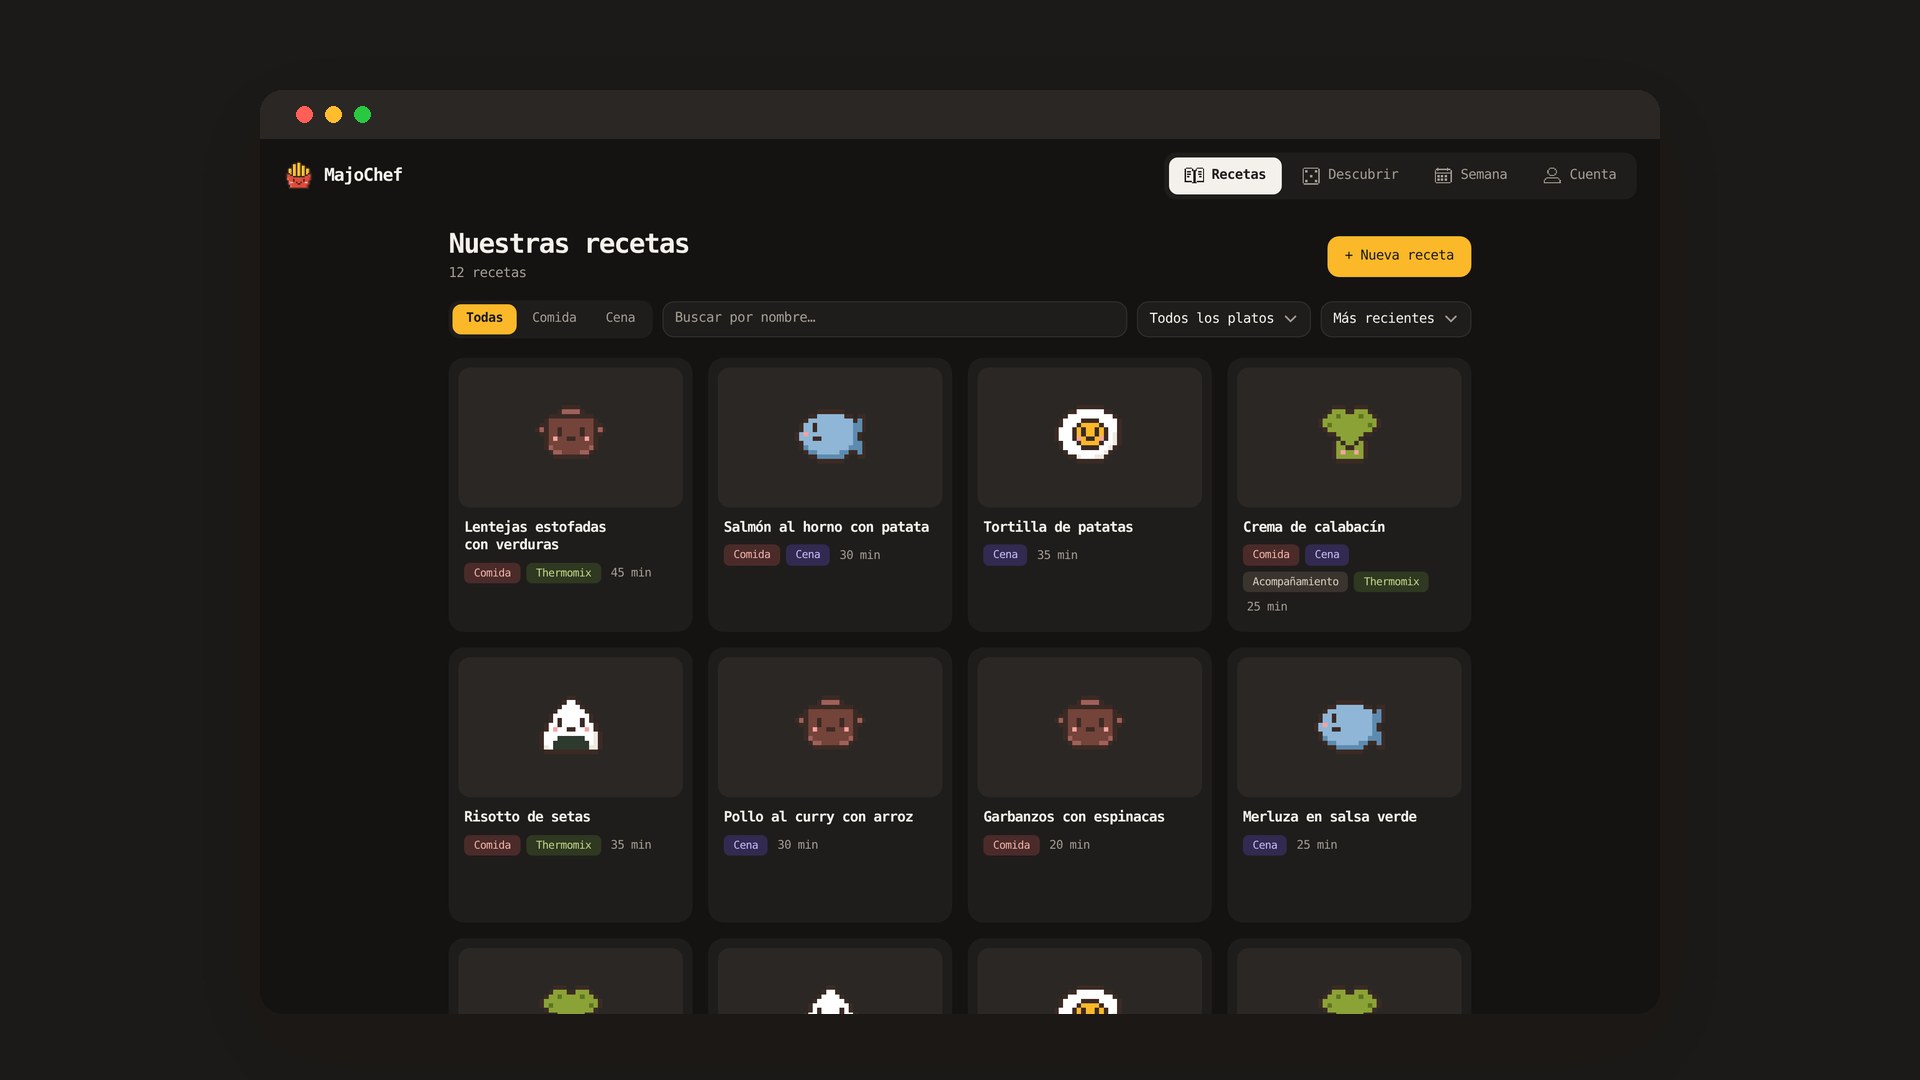 MajoChef
Recetas
Descubrir
Semana
Cuenta
Nuestras recetas
12 recetas
+ Nueva receta
Todas
Comida
Cena
Buscar por nombre…
Todos los platos
Más recientes
Lentejas estofadas
con verduras
Comida Thermomix 45 min
Salmón al horno con patata
Comida Cena 30 min
Tortilla de patatas
Cena 35 min
Crema de calabacín
Comida Cena
Acompañamiento Thermomix
25 min
Risotto de setas
Comida Thermomix 35 min
Pollo al curry con arroz
Cena 30 min
Garbanzos con espinacas
Comida 20 min
Merluza en salsa verde
Cena 25 min